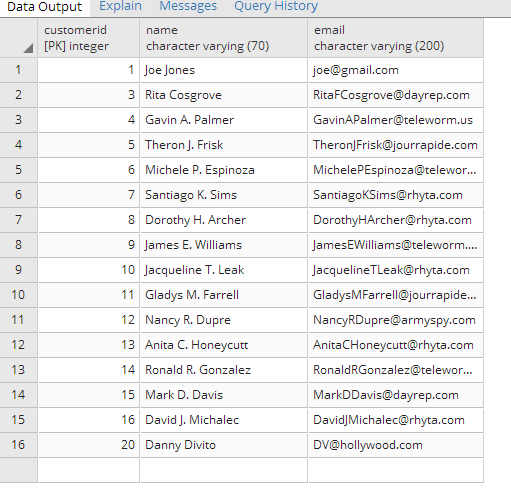 Data Output Explain Messages Query History
customerid name email
[PK] integer character varying (70) character varying (200)
1 1 Joe Jones joe@gmail.com
2 3 Rita Cosgrove RitaFCosgrove@dayrep.com
3 4 Gavin A. Palmer GavinAPalmer@teleworm.us
4 5 Theron J. Frisk TheronJFrisk@jourrapide.com
5 6 Michele P. Espinoza MichelePEspinoza@telewor...
6 7 Santiago K. Sims SantiagoKSims@rhyta.com
7 8 Dorothy H. Archer DorothyHArcher@rhyta.com
8 9 James E. Williams JamesEWilliams@teleworm....
9 10 Jacqueline T. Leak JacquelineTLeak@rhyta.com
10 11 Gladys M. Farrell GladysMFarrell@jourrapide...
11 12 Nancy R. Dupre NancyRDupre@armyspy.com
12 13 Anita C. Honeycutt AnitaCHoneycutt@rhyta.com
13 14 Ronald R. Gonzalez RonaldRGonzalez@telewor...
14 15 Mark D. Davis MarkDDavis@dayrep.com
15 16 David J. Michalec DavidJMichalec@rhyta.com
16 20 Danny Divito DV@hollywood.com